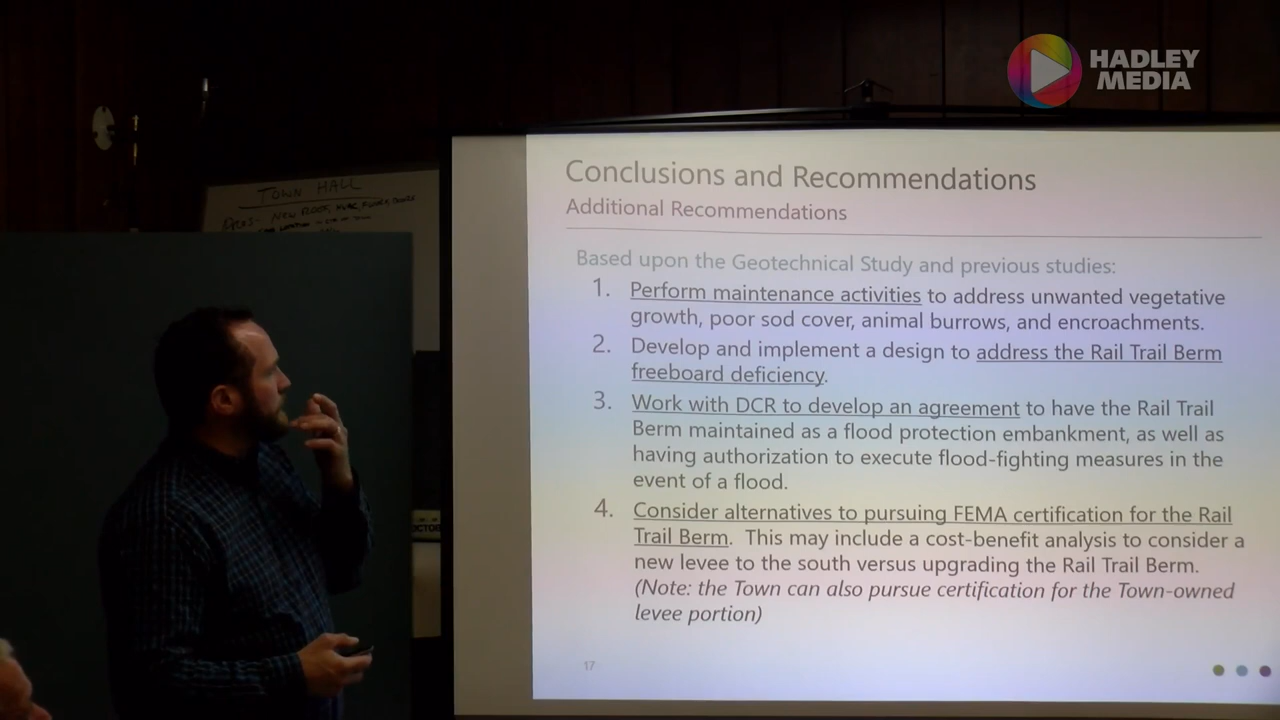 HADLEY
MEDIA
TOWN HALL
NEW ROOF, HVAC, FLOORS, DOORS
Conclusions and Recommendations
Additional Recommendations
Based upon the Geotechnical Study and previous studies:
1. Perform maintenance activities to address unwanted vegetative
growth, poor sod cover, animal burrows, and encroachments.
2. Develop and implement a design to address the Rail Trail Berm
freeboard deficiency.
3. Work with DCR to develop an agreement to have the Rail Trail
Berm maintained as a flood protection embankment, as well as
having authorization to execute flood-fighting measures in the
event of a flood.
4. Consider alternatives to pursuing FEMA certification for the Rail
Trail Berm. This may include a cost-benefit analysis to consider a
new levee to the south versus upgrading the Rail Trail Berm.
(Note: the Town can also pursue certification for the Town-owned
levee portion)
17
OCTOB